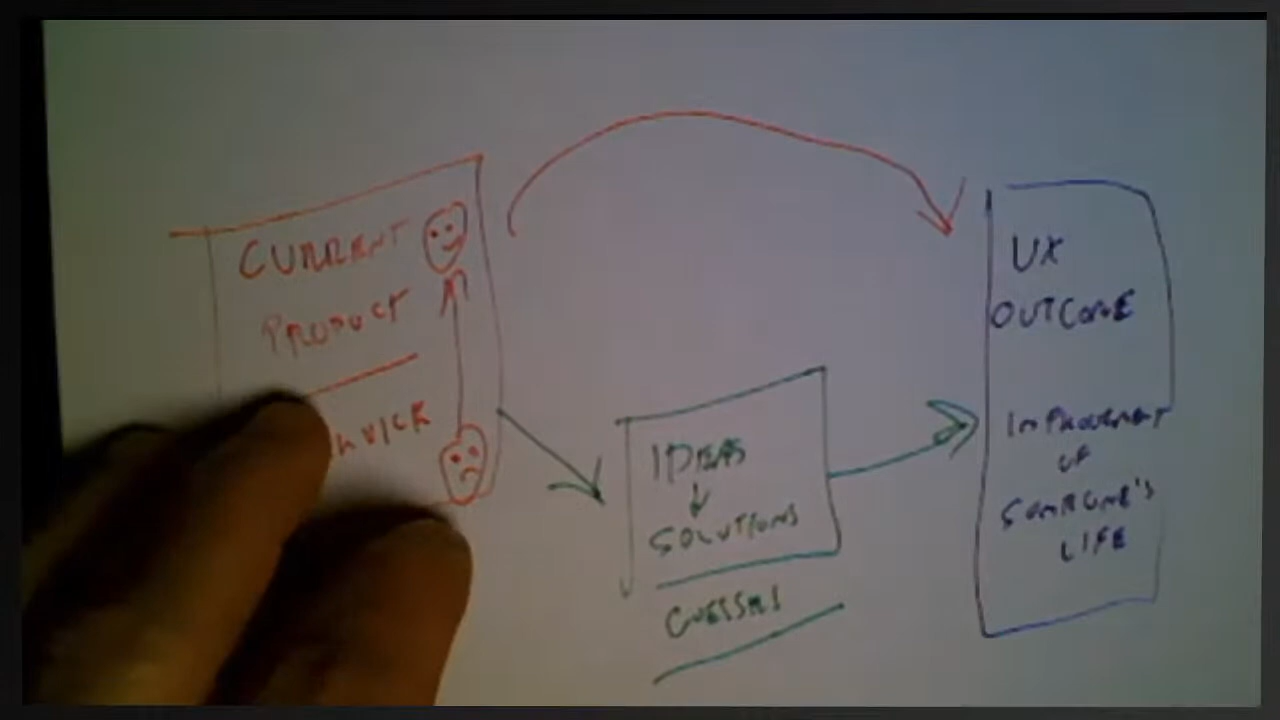 CURRENT
PRODUCT
IDEAS
SOLUTIONS
GUESSES
UX
OUTCOME
IMPROVEMENT
OF
SOMEONE'S
LIFE